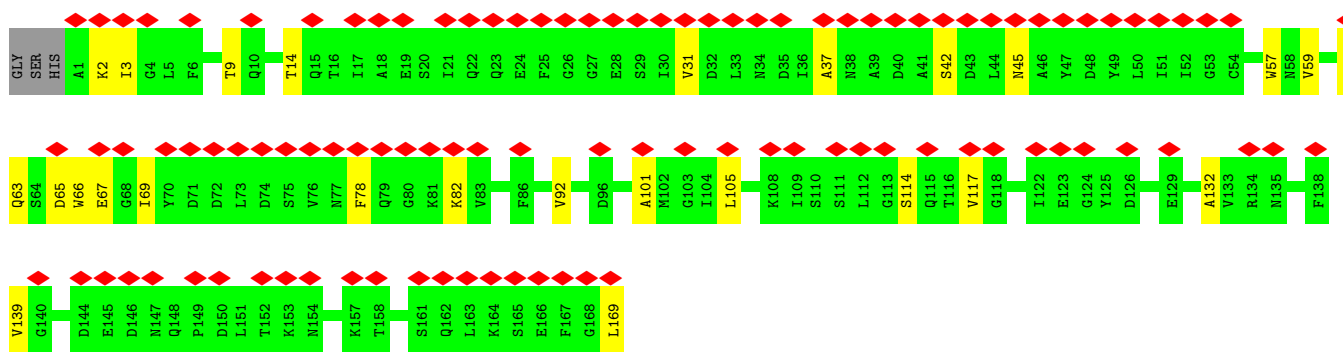 GLY SER HIS A1 K2 I3 G4 L5 F6 T9 Q10 T14 Q15 T16 I17 A18 E19 S20 I21 Q22 Q23 E24 F25 G26 G27 E28 S29 I30 V31 D32 L33 N34 D35 I36 A37 N38 A39 D40 A41 S42 D43 L44 N45 A46 Y47 D48 Y49 L50 I51 I52 G53 C54 W57 N58 V59
Q63 S64 D65 W66 E67 G68 I69 Y70 D71 D72 L73 D74 S75 V76 N77 F78 Q79 G80 K81 K82 V83 F86 V92 D96 A101 M102 G103 I104 L105 K108 I109 S110 S111 L112 G113 S114 Q115 T116 V117 G118 I122 E123 G124 Y125 D126 E129 A132 V133 R134 N135 F138
V139 G140 D144 E145 D146 N147 Q148 P149 D150 L151 T152 K153 N154 K157 T158 S161 Q162 L163 K164 S165 E166 F167 G168 L169